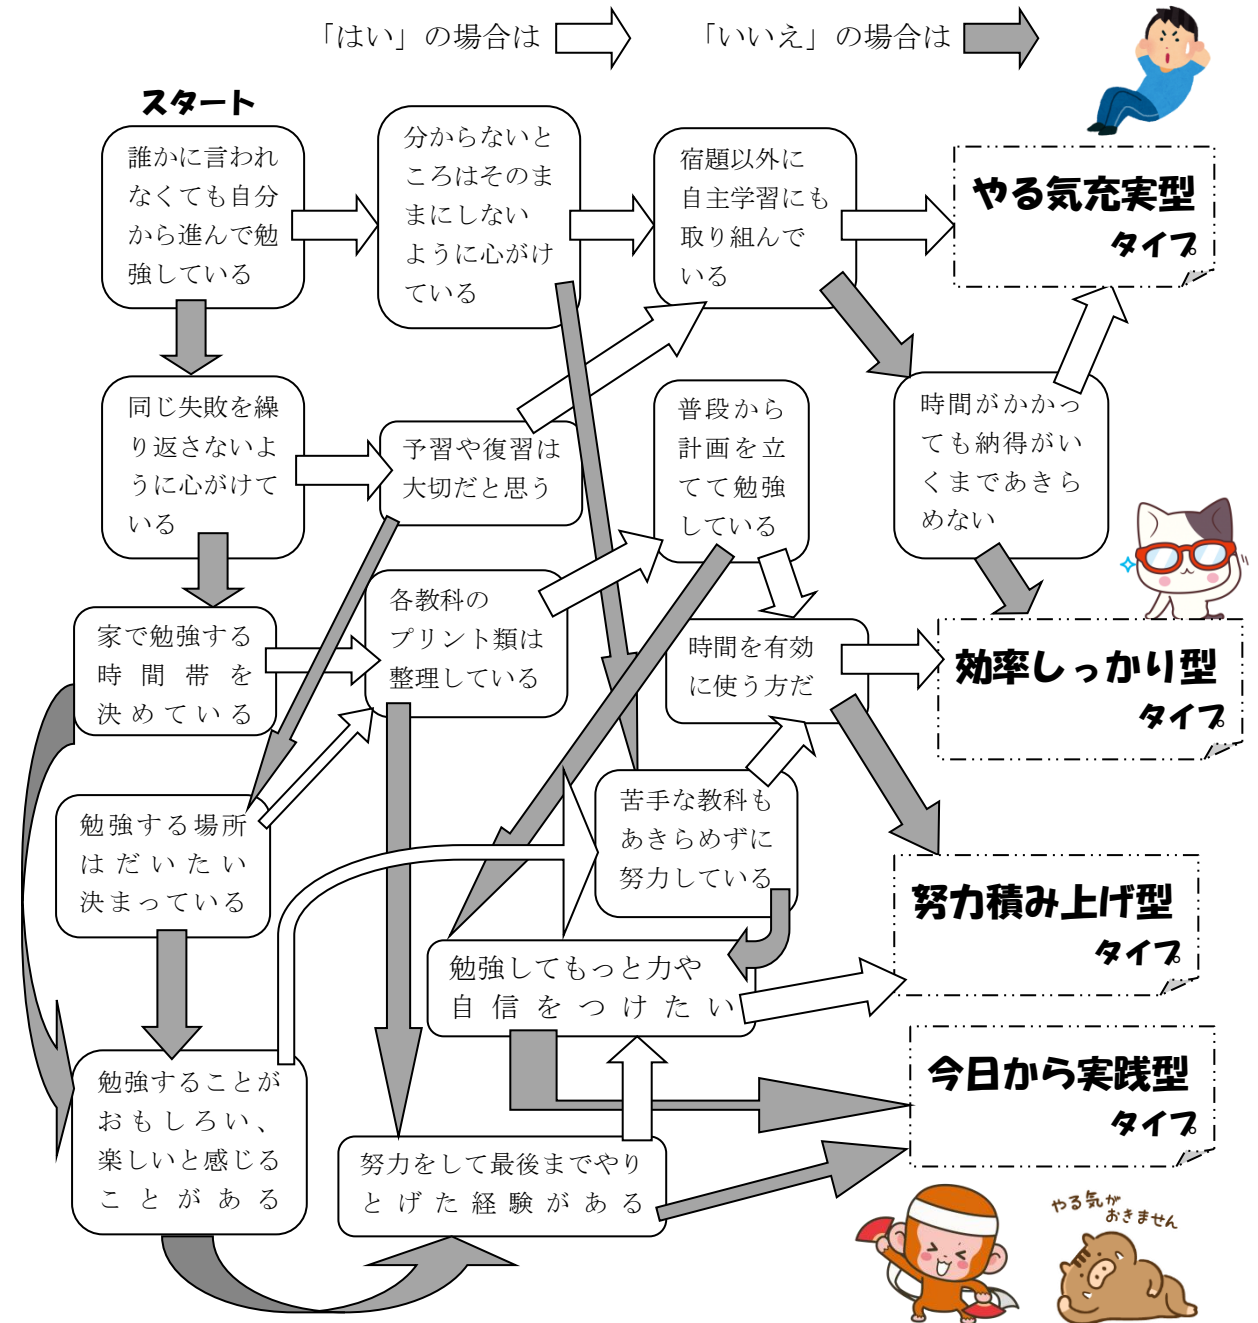 「はい」の場合は
「いいえ」の場合は
スタート
誰かに言われ
なくても自分
から進んで勉
強している
分からないと
ころはそのま
まにしない
ように心がけ
ている
宿題以外に
自主学習にも
取り組んで
いる
やる気充実型
タイプ
同じ失敗を繰
り返さないよ
うに心がけて
いる
予習や復習は
大切だと思う
普段から
計画を立
てて勉強
している
時間がかかっ
ても納得がい
くまであきら
めない
家で勉強する
時間帯を
決めている
各教科の
プリント類は
整理している
時間を有効
に使う方だ
効率しっかり型
タイプ
勉強する場所
はだいたい
決まっている
苦手な教科も
あきらめずに
努力している
努力積み上げ型
タイプ
勉強してもっと力や
自信をつけたい
今日から実践型
タイプ
勉強することが
おもしろい、
楽しいと感じる
ことがある
努力をして最後までやり
とげた経験がある
やる気が
おきません